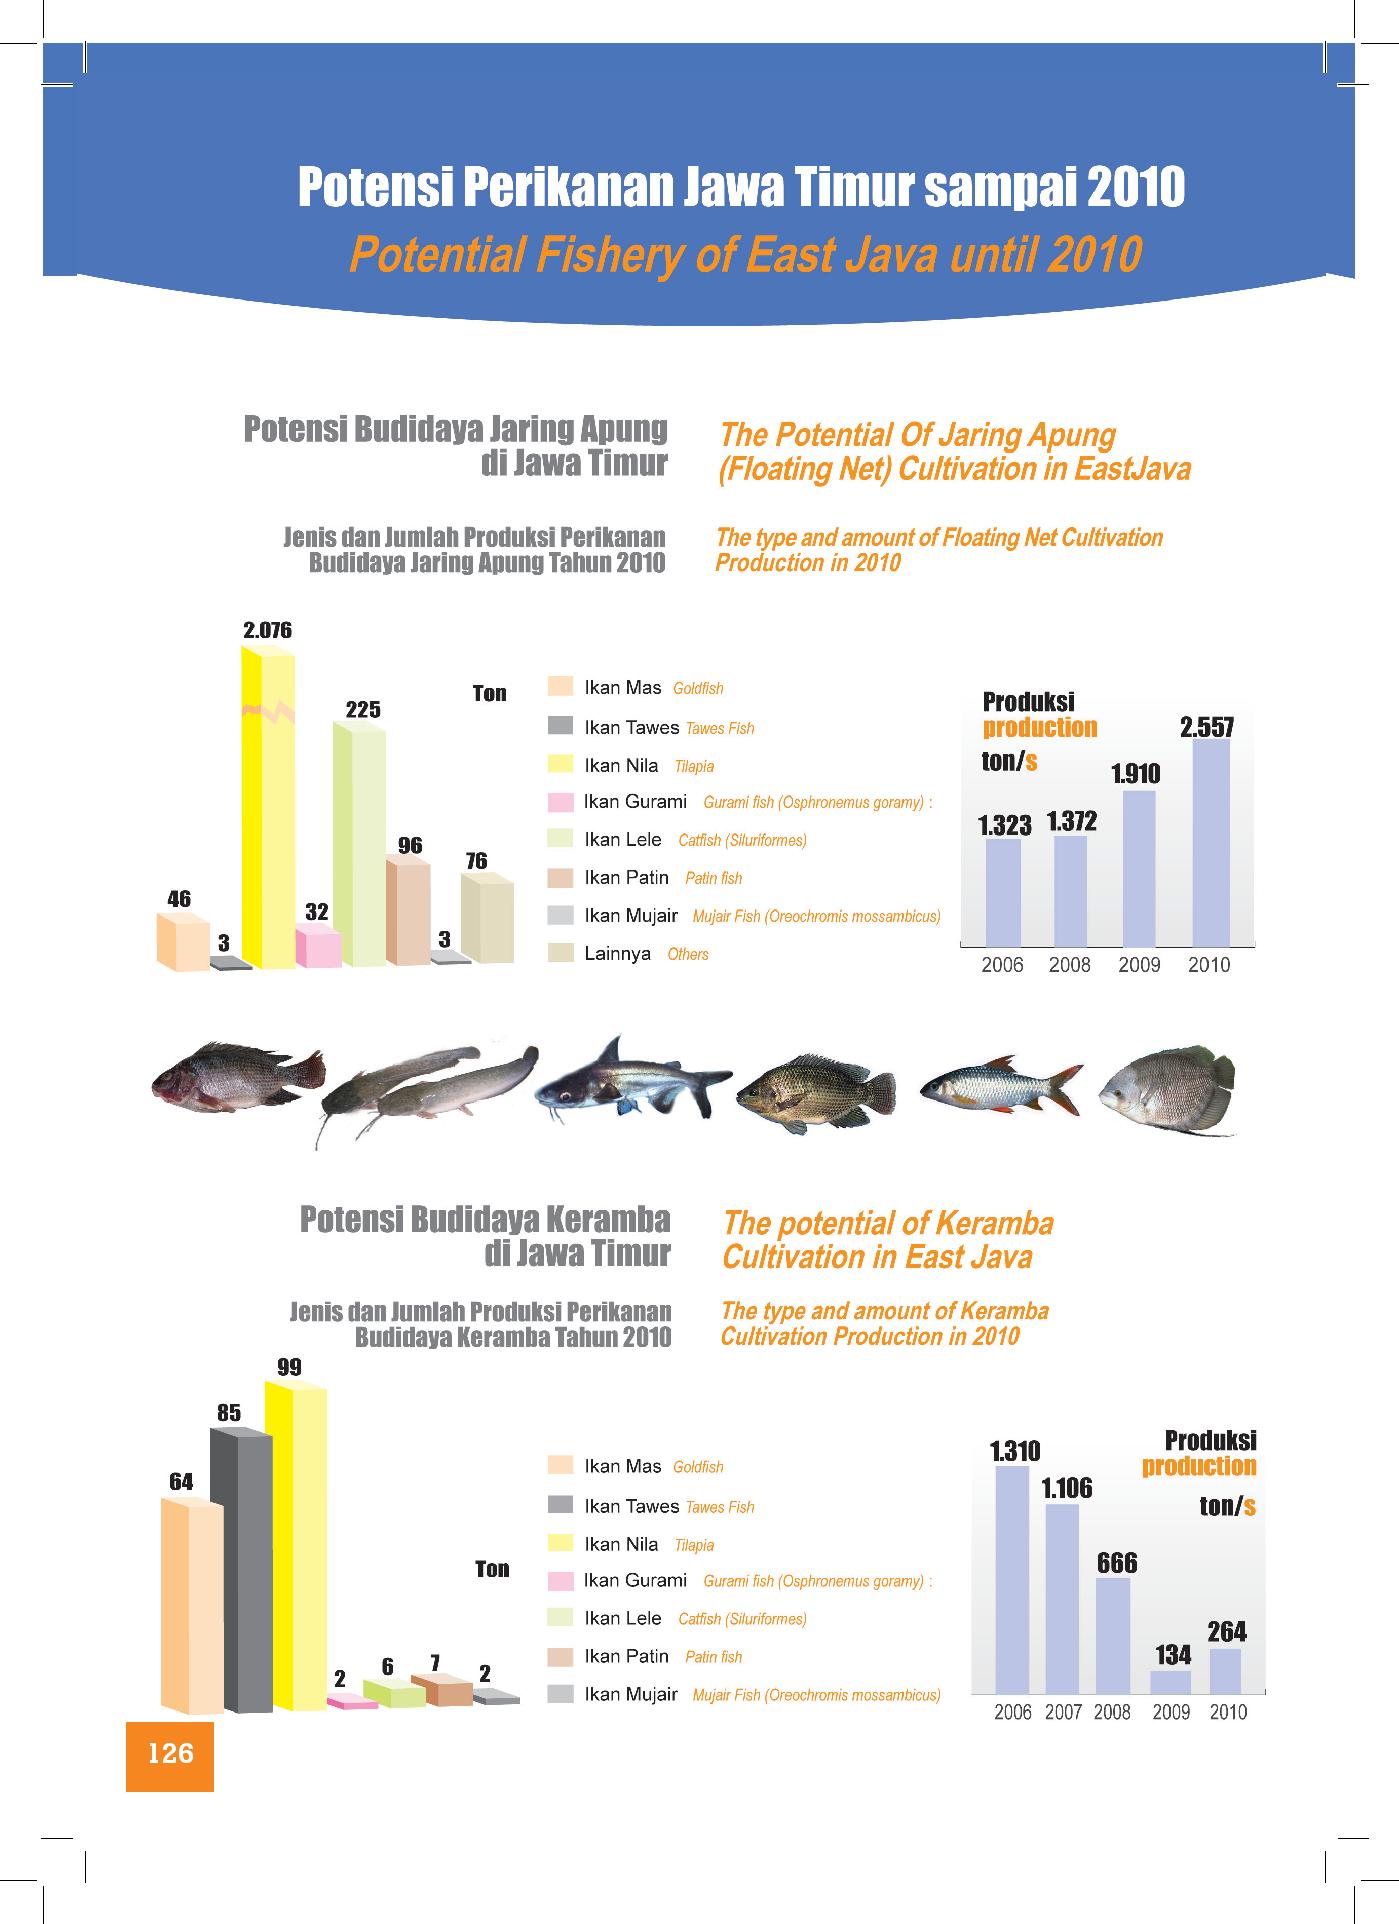 Potensi Perikanan Jawa Timur sampai 2010
Potential Fishery of East Java until 2010
Potensi Budidaya Jaring Apung
di Jawa Timur
The Potential Of Jaring Apung
(Floating Net) Cultivation in EastJava
Jenis dan Jumlah Produksi Perikanan
Budidaya Jaring Apung Tahun 2010
The type and amount of Floating Net Cultivation
Production in 2010
2.076
225
96
76
46
3
32
3
Ton
Ikan Mas Goldfish
Ikan Tawes Tawes Fish
Ikan Nila Tilapia
Ikan Gurami Gurami fish (Osphronemus goramy) :
Ikan Lele Catfish (Siluriformes)
Ikan Patin Patin fish
Ikan Mujair Mujair Fish (Oreochromis mossambicus)
Lainnya Others
Produksi
production
ton/s
1.323
1.372
1.910
2.557
2006 2008 2009 2010
Potensi Budidaya Keramba
di Jawa Timur
The potential of Keramba
Cultivation in East Java
Jenis dan Jumlah Produksi Perikanan
Budidaya Keramba Tahun 2010
The type and amount of Keramba
Cultivation Production in 2010
64
85
99
2
6
7
2
Ton
Ikan Mas Goldfish
Ikan Tawes Tawes Fish
Ikan Nila Tilapia
Ikan Gurami Gurami fish (Osphronemus goramy) :
Ikan Lele Catfish (Siluriformes)
Ikan Patin Patin fish
Ikan Mujair Mujair Fish (Oreochromis mossambicus)
Produksi
production
ton/s
1.310
1.106
666
134
264
2006 2007 2008 2009 2010
126